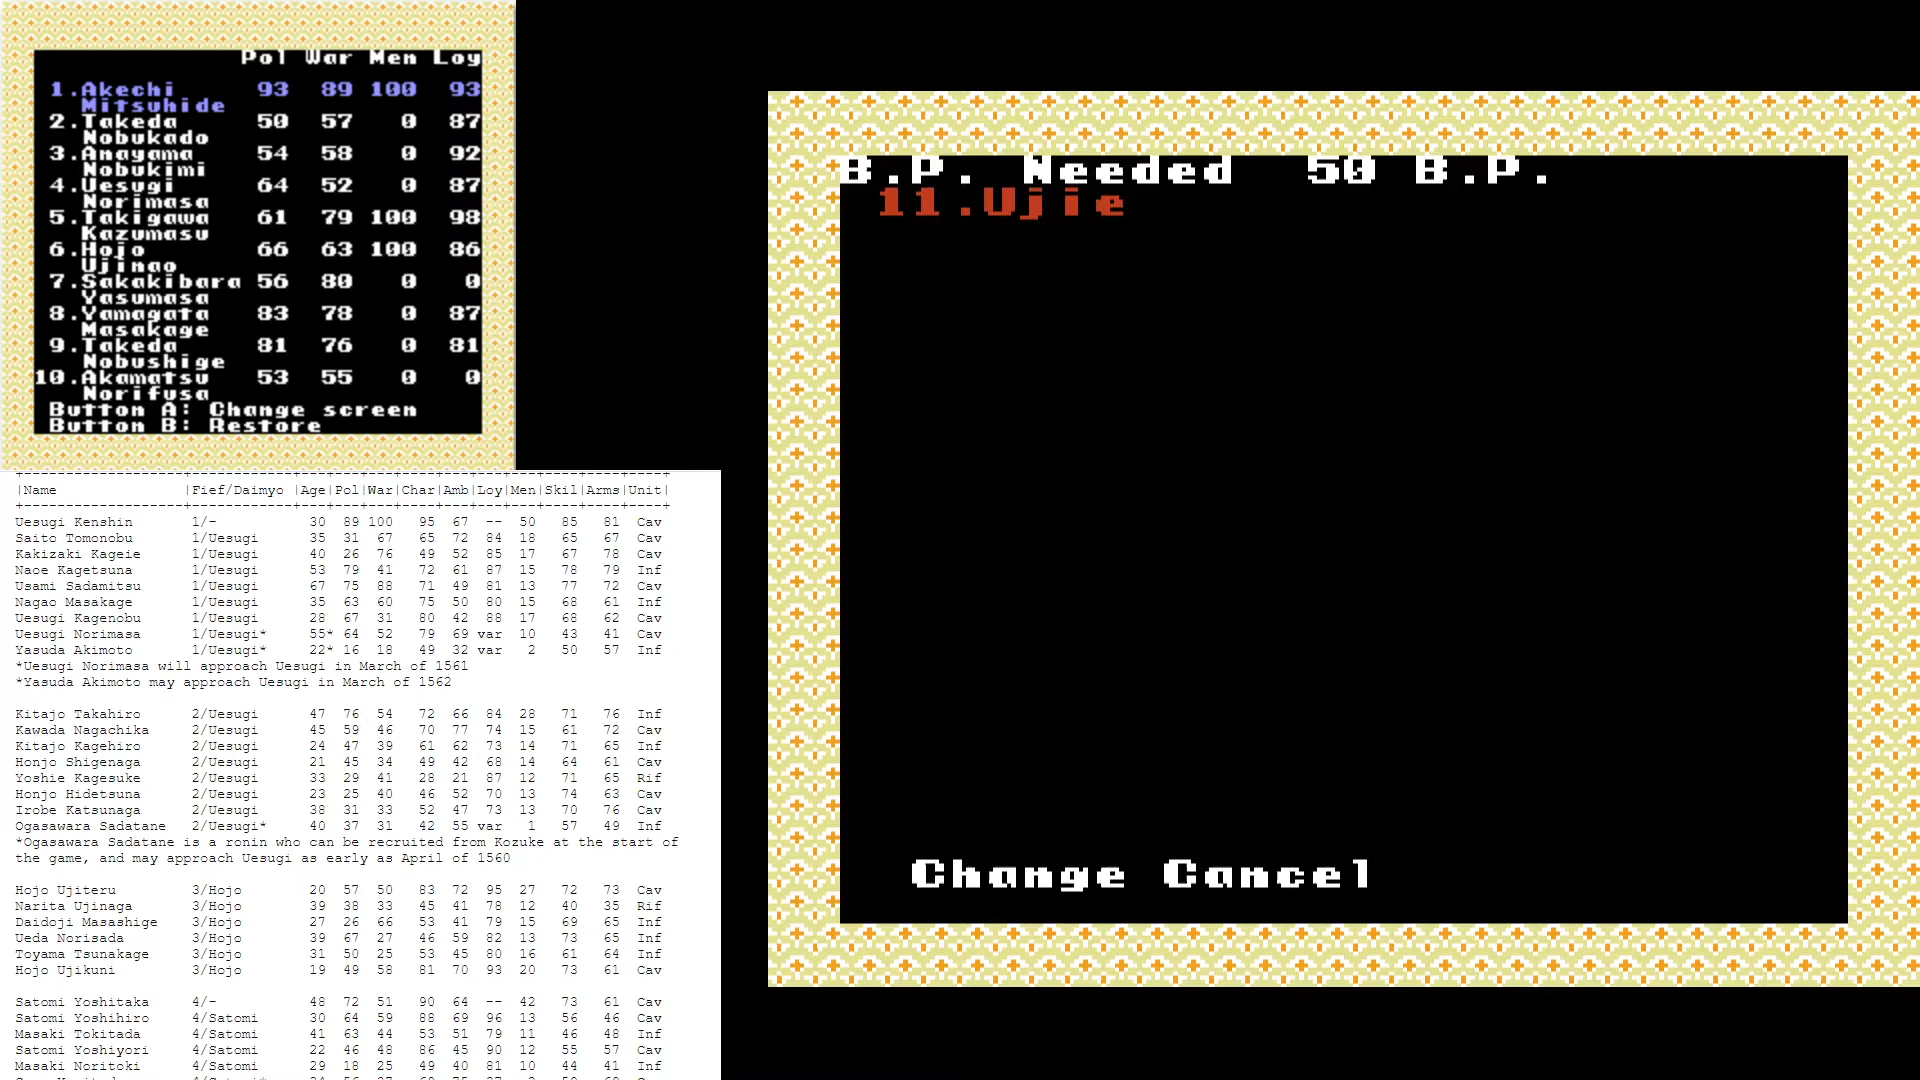 Pol War Men Loy
1.Akechi 93 89 100 93
Mitsuhide
2.Takeda 50 57 0 87
Nobukado
3.Anayama 54 58 0 92
Nobukimi
4.Uesugi 64 52 0 87
Norimasa
5.Takigawa 61 79 100 98
Kazumasu
6.Hojo 66 63 100 86
Ujinao
7.Sakakibara 56 80 0 0
Yasumasa
8.Yamagata 83 78 0 87
Masakage
9.Takeda 81 76 0 81
Nobushige
10.Akamatsu 53 55 0 0
Norifusa
Button A: Change screen
Button B: Restore
B.P. Needed 50 B.P.
11.Ujie
Change Cancel
|Name |Fief/Daimyo |Age|Pol|War|Char|Amb|Loy|Men|Skil|Arms|Unit|
Uesugi Kenshin 1/- 30 89 100 95 67 -- 50 85 81 Cav
Saito Tomonobu 1/Uesugi 35 31 67 65 72 84 18 65 67 Cav
Kakizaki Kageie 1/Uesugi 40 26 76 49 52 85 17 67 78 Cav
Naoe Kagetsuna 1/Uesugi 53 79 41 72 61 87 15 78 79 Inf
Usami Sadamitsu 1/Uesugi 67 75 88 71 49 81 13 77 72 Cav
Nagao Masakage 1/Uesugi 35 63 60 75 50 80 15 68 61 Inf
Uesugi Kagenobu 1/Uesugi 28 67 31 80 42 88 17 68 62 Cav
Uesugi Norimasa 1/Uesugi* 55* 64 52 79 69 var 10 43 41 Cav
Yasuda Akimoto 1/Uesugi* 22* 16 18 49 32 var 2 50 57 Inf
*Uesugi Norimasa will approach Uesugi in March of 1561
*Yasuda Akimoto may approach Uesugi in March of 1562
Kitajo Takahiro 2/Uesugi 47 76 54 72 66 84 28 71 76 Inf
Kawada Nagachika 2/Uesugi 45 59 46 70 77 74 15 61 72 Cav
Kitajo Kagehiro 2/Uesugi 24 47 39 61 62 73 14 71 65 Inf
Honjo Shigenaga 2/Uesugi 21 45 34 49 42 68 14 64 61 Cav
Yoshie Kagesuke 2/Uesugi 33 29 41 28 21 87 12 71 65 Rif
Honjo Hidetsuna 2/Uesugi 23 25 40 46 52 70 13 74 63 Cav
Irobe Katsunaga 2/Uesugi 38 31 33 52 47 73 13 70 76 Cav
Ogasawara Sadatane 2/Uesugi* 40 37 31 42 55 var 1 57 49 Inf
*Ogasawara Sadatane is a ronin who can be recruited from Kozuke at the start of
the game, and may approach Uesugi as early as April of 1560
Hojo Ujiteru 3/Hojo 20 57 50 83 72 95 27 72 73 Cav
Narita Ujinaga 3/Hojo 39 38 33 45 41 78 12 40 35 Rif
Daidoji Masashige 3/Hojo 27 26 66 53 41 79 15 69 65 Inf
Ueda Norisada 3/Hojo 39 67 27 46 59 82 13 73 65 Inf
Toyama Tsunakage 3/Hojo 31 50 25 53 45 80 16 61 64 Inf
Hojo Ujikuni 3/Hojo 19 49 58 81 70 93 20 73 61 Cav
Satomi Yoshitaka 4/- 48 72 51 90 64 -- 42 73 61 Cav
Satomi Yoshihiro 4/Satomi 30 64 59 88 69 96 13 56 46 Cav
Masaki Tokitada 4/Satomi 41 63 44 53 51 79 11 46 48 Inf
Satomi Yoshiyori 4/Satomi 22 46 48 86 45 90 12 55 57 Cav
Masaki Noritoki 4/Satomi 29 18 25 49 40 81 10 44 41 Inf